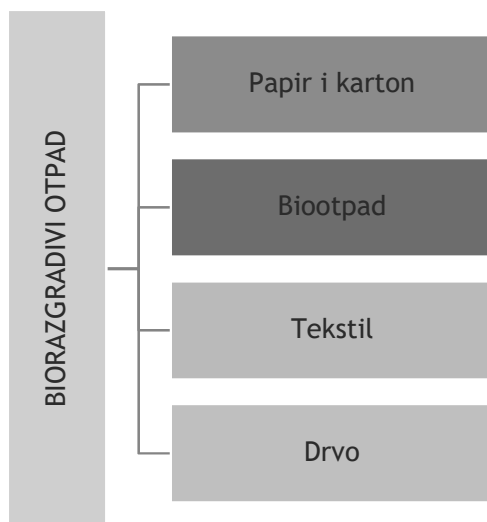 BIORAZGRADIVI OTPAD
Papir i karton
Biootpad
Tekstil
Drvo